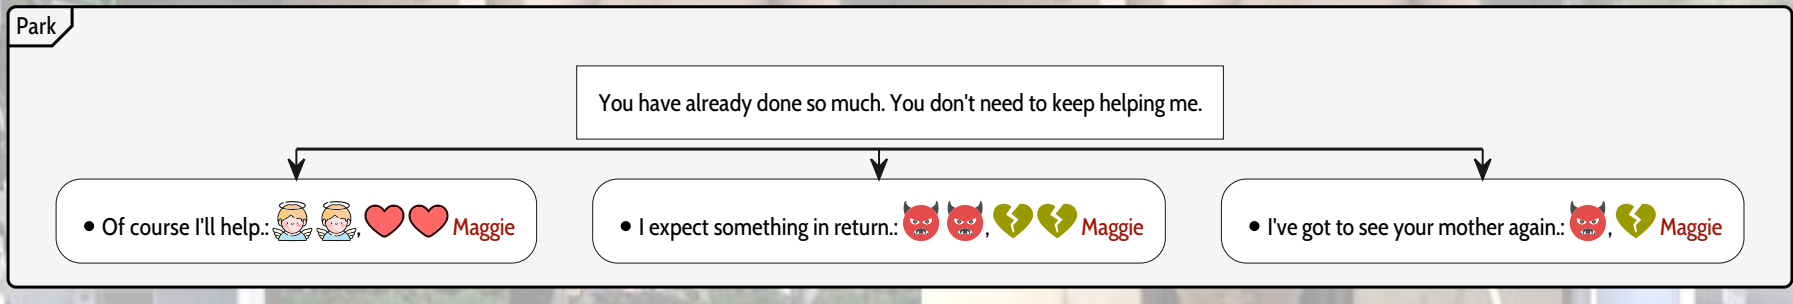 Park
You have already done so much. You don't need to keep helping me.
• Of course I'll help.: , Maggie
• I expect something in return.: , Maggie
• I've got to see your mother again.: , Maggie